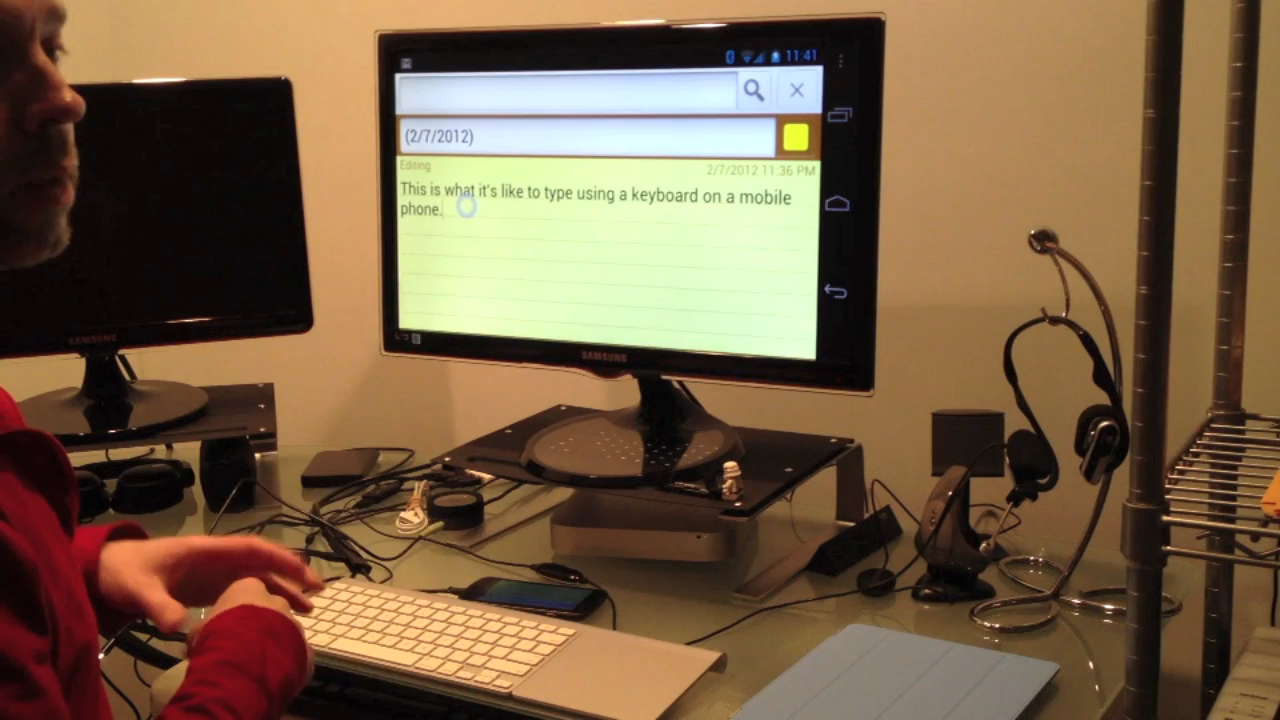 11:41
(2/7/2012)
Editing
2/7/2012 11:36 PM
This is what it's like to type using a keyboard on a mobile
phone.
SAMSUNG
SAMSUNG